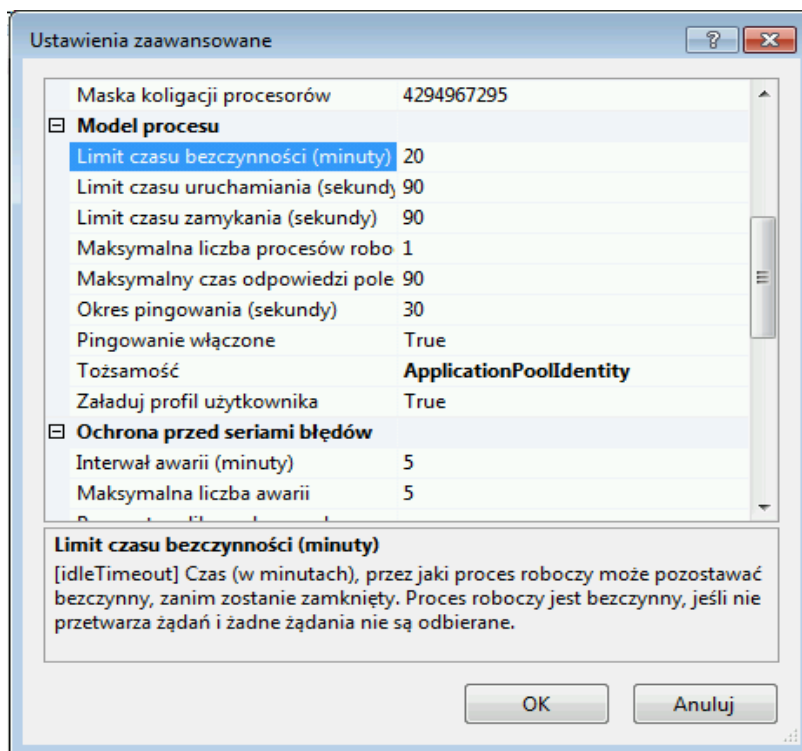 Ustawienia zaawansowane
Maska koligacji procesorów 4294967295
Model procesu
Limit czasu bezczynności (minuty) 20
Limit czasu uruchamiania (sekundy 90
Limit czasu zamykania (sekundy) 90
Maksymalna liczba procesów robo 1
Maksymalny czas odpowiedzi pole 90
Okres pingowania (sekundy) 30
Pingowanie włączone True
Tożsamość ApplicationPoolIdentity
Załaduj profil użytkownika True
Ochrona przed seriami błędów
Interwał awarii (minuty) 5
Maksymalna liczba awarii 5
Limit czasu bezczynności (minuty)
[idleTimeout] Czas (w minutach), przez jaki proces roboczy może pozostawać
bezczynny, zanim zostanie zamknięty. Proces roboczy jest bezczynny, jeśli nie
przetwarza żądań i żadne żądania nie są odbierane.
OK Anuluj